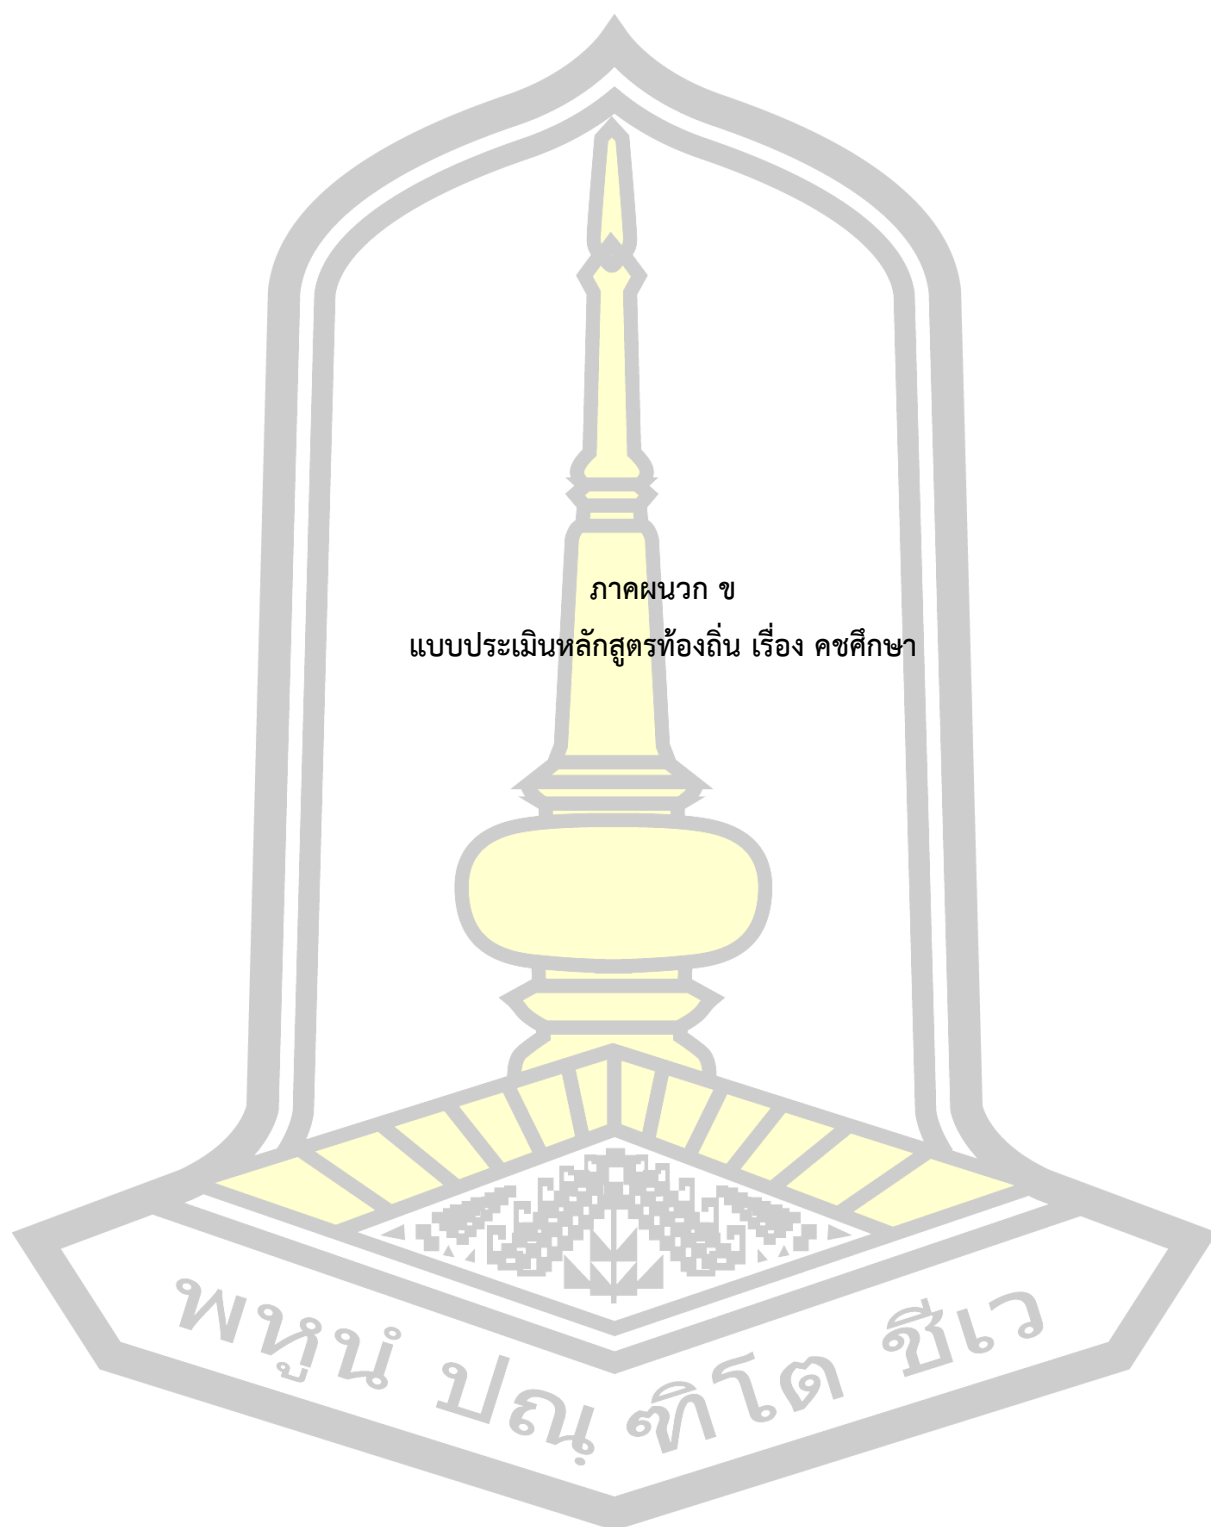 ภาคผนวก ข
แบบประเมินหลักสูตรท้องถิ่น เรื่อง คชศึกษา
พหูนํ ปณฺฑิโต ชีเว